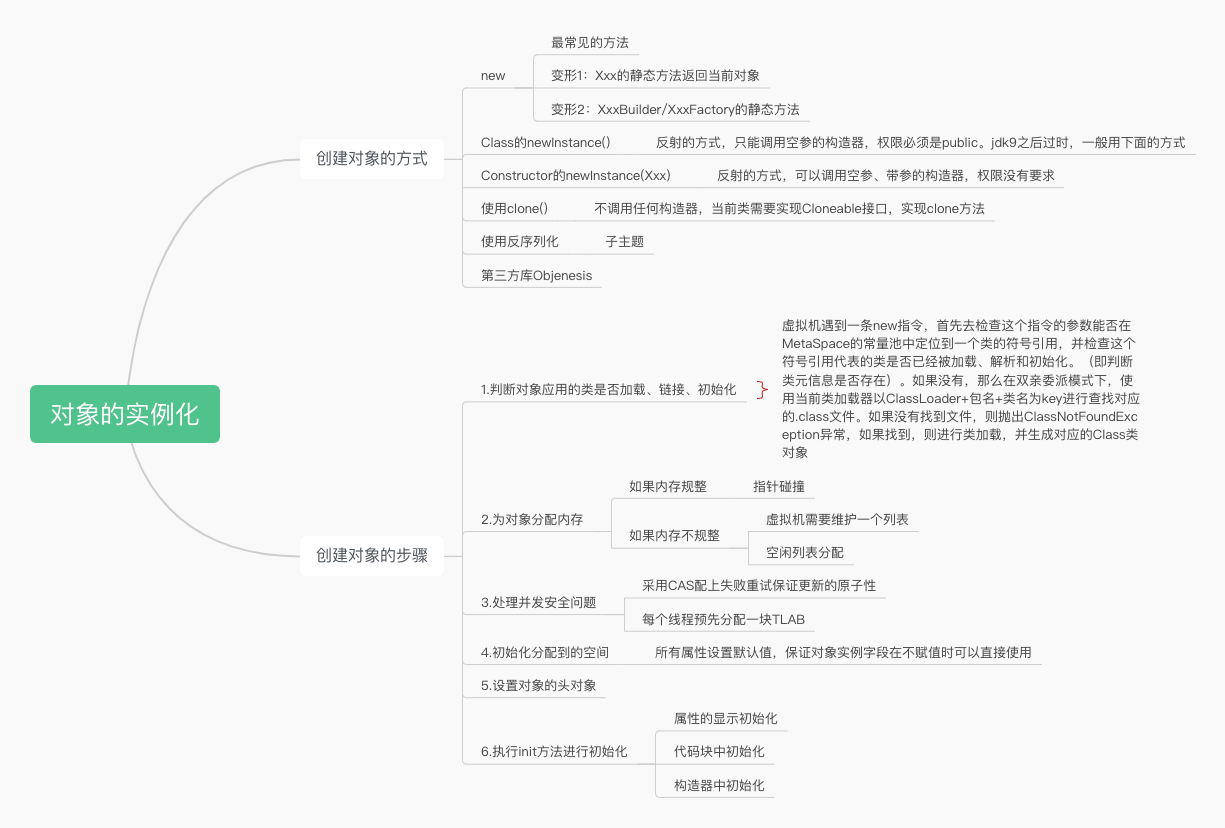 对象的实例化
创建对象的方式
new
最常见的方法
变形1：Xxx的静态方法返回当前对象
变形2：XxxBuilder/XxxFactory的静态方法
Class的newInstance()
反射的方式，只能调用空参的构造器，权限必须是public。jdk9之后过时，一般用下面的方式
Constructor的newInstance(Xxx)
反射的方式，可以调用空参、带参的构造器，权限没有要求
使用clone()
不调用任何构造器，当前类需要实现Cloneable接口，实现clone方法
使用反序列化
子主题
第三方库Objenesis
创建对象的步骤
1.判断对象应用的类是否加载、链接、初始化
虚拟机遇到一条new指令，首先去检查这个指令的参数能否在
MetaSpace的常量池中定位到一个类的符号引用，并检查这个
符号引用代表的类是否已经被加载、解析和初始化。（即判断
类元信息是否存在）。如果没有，那么在双亲委派模式下，使
用当前类加载器以ClassLoader+包名+类名为key进行查找对应
的.class文件。如果没有找到文件，则抛出ClassNotFoundExc
eption异常，如果找到，则进行类加载，并生成对应的Class类
对象
2.为对象分配内存
如果内存规整
指针碰撞
如果内存不规整
虚拟机需要维护一个列表
空闲列表分配
3.处理并发安全问题
采用CAS配上失败重试保证更新的原子性
每个线程预先分配一块TLAB
4.初始化分配到的空间
所有属性设置默认值，保证对象实例字段在不赋值时可以直接使用
5.设置对象的头对象
6.执行init方法进行初始化
属性的显示初始化
代码块中初始化
构造器中初始化